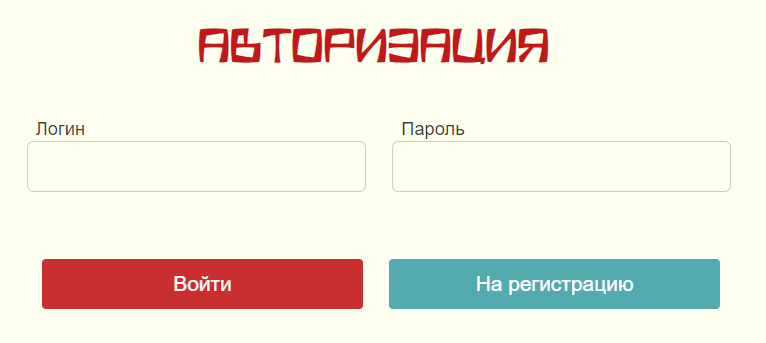 АВТОРИЗАЦИЯ
Логин
Пароль
Войти
На регистрацию